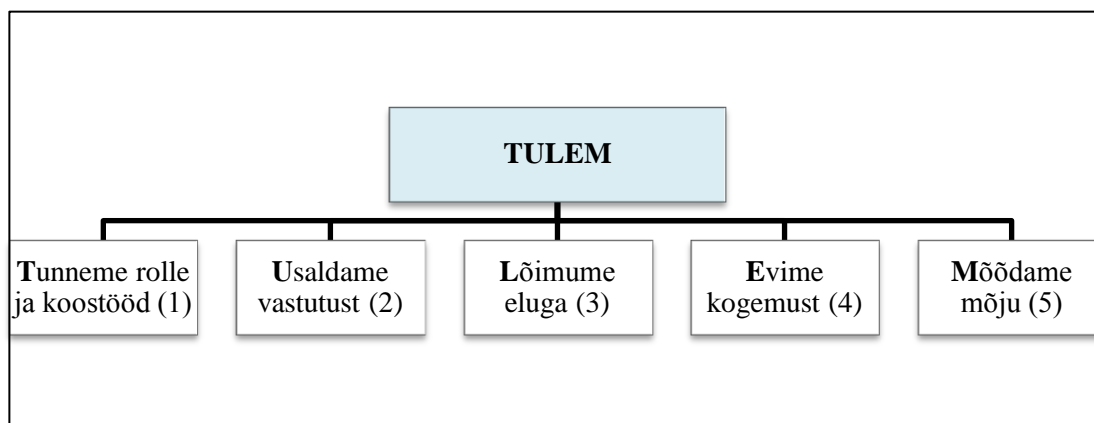 TULEM
Tunneme rolle
ja koostööd (1)
Usaldame
vastutust (2)
Lõimume
eluga (3)
Evime
kogemust (4)
Mõõdame
mõju (5)